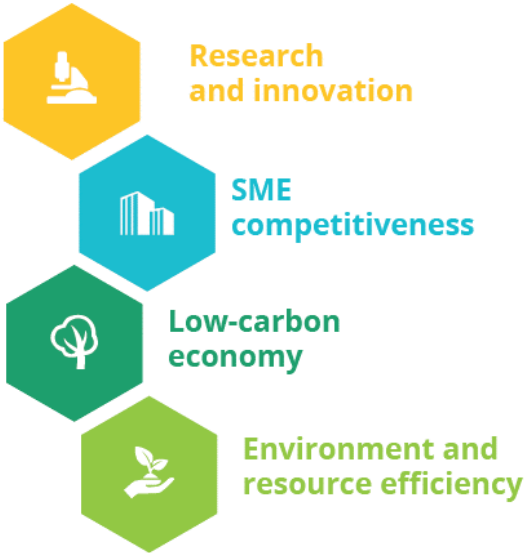 Research
and innovation
SME
competitiveness
Low-carbon
economy
Environment and
resource efficiency